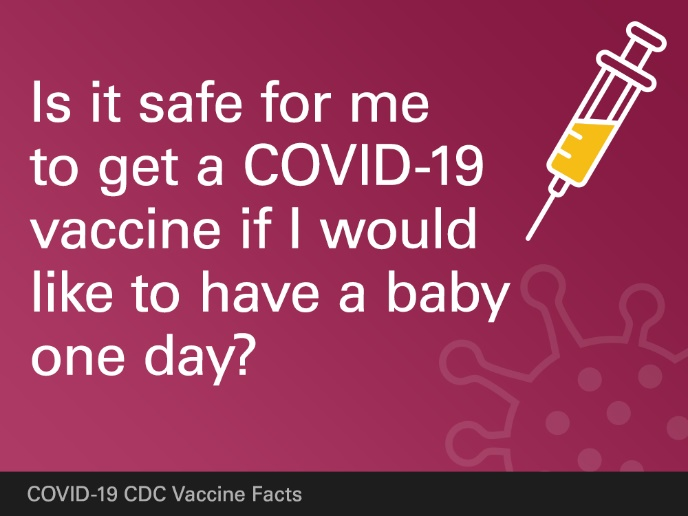 Is it safe for me
to get a COVID-19
vaccine if I would
like to have a baby
one day?
COVID-19 CDC Vaccine Facts